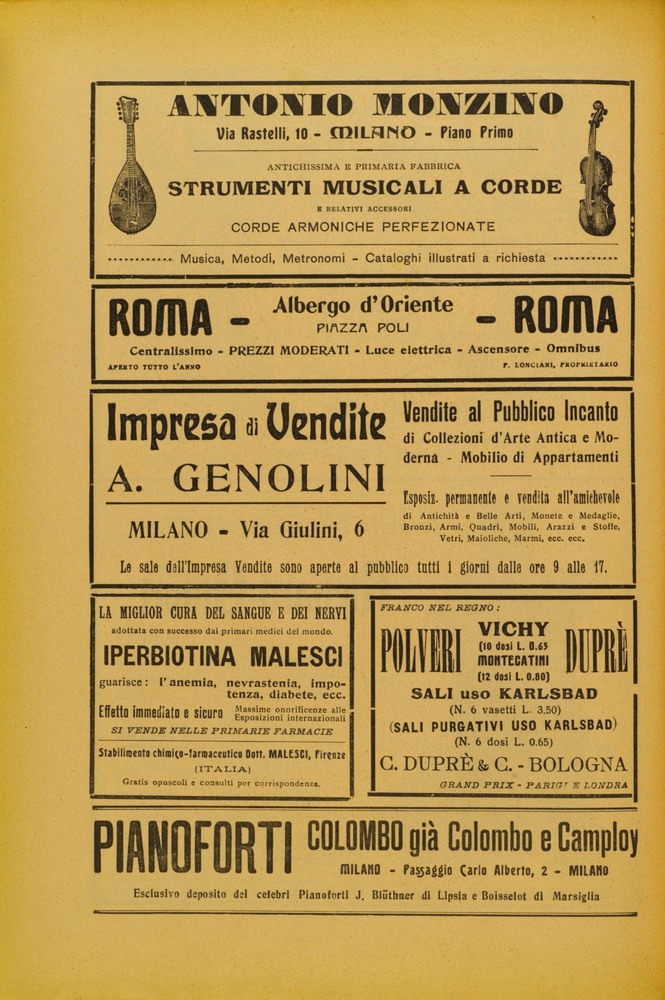 ANTONIO MONZINO
Via Rastelli, 10 - MILANO - Piano Primo
ANTICHISSIMA E PRIMARIA FABBRICA
STRUMENTI MUSICALI A CORDE
E RELATIVI ACCESSORI
CORDE ARMONICHE PERFEZIONATE
Musica, Metodi, Metronomi - Cataloghi illustrati a richiesta
ROMA - Albergo d'Oriente - ROMA
PIAZZA POLI
Centralissimo - PREZZI MODERATI - Luce elettrica - Ascensore - Omnibus
APERTO TUTTO L'ANNO
F. LONCIANI, PROPRIETARIO
Impresa di Vendite
A. GENOLINI
MILANO - Via Giulini, 6
Vendite al Pubblico Incanto
di Collezioni d'Arte Antica e Mo-
derna - Mobilio di Appartamenti
Esposiz. permanente e vendita all'amichevole
di Antichità e Belle Arti, Monete e Medaglie,
Bronzi, Armi, Quadri, Mobili, Arazzi e Stoffe,
Vetri, Maioliche, Marmi, ecc. ecc.
Le sale dell'Impresa Vendite sono aperte al pubblico tutti i giorni dalle ore 9 alle 17.
LA MIGLIOR CURA DEL SANGUE E DEI NERVI
adottata con successo dai primari medici del mondo.
IPERBIOTINA MALESCI
guarisce: l'anemia, nevrastenia, impo-
tenza, diabete, ecc.
Effetto immediato e sicuro
Massime onorificenze alle
Esposizioni internazionali
SI VENDE NELLE PRIMARIE FARMACIE
Stabilimento chimico-farmaceutico Dott. MALESCI, Firenze
(ITALIA)
Gratis opuscoli e consulti per corrispondenza.
FRANCO NEL REGNO:
POLVERI
VICHY
(10 dosi L. 0.65
MONTECATINI
(12 dosi L. 0.80)
DUPRÈ
SALI uso KARLSBAD
(N. 6 vasetti L. 3.50)
(SALI PURGATIVI USO KARLSBAD)
(N. 6 dosi L. 0.65)
C. DUPRÈ & C. - BOLOGNA
GRAND PRIX - PARIGI E LONDRA
PIANOFORTI COLOMBO già Colombo e Camploy
MILANO - Passaggio Carlo Alberto, 2 - MILANO
Esclusivo deposito dei celebri Pianoforti J. Blüthner di Lipsia e Boisselot di Marsiglia